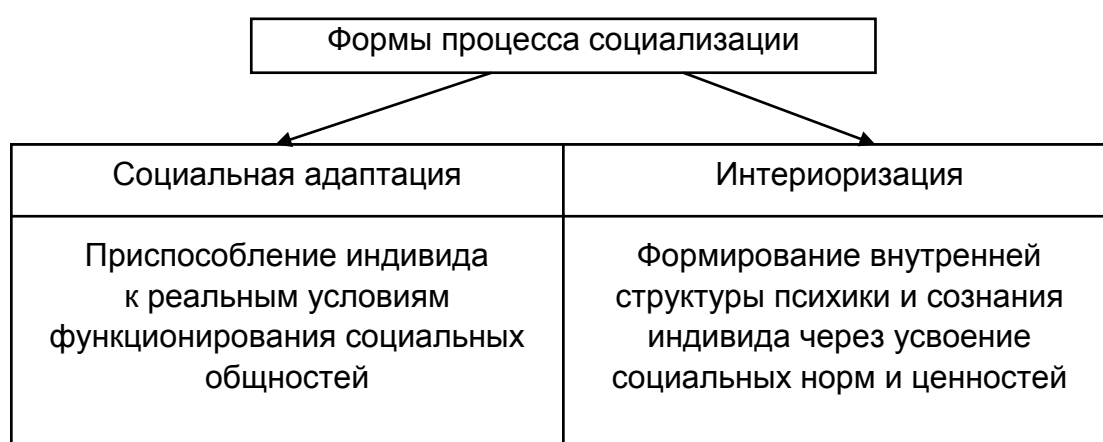 Формы процесса социализации
Социальная адаптация
Интериоризация
Приспособление индивида
к реальным условиям
функционирования социальных
общностей
Формирование внутренней
структуры психики и сознания
индивида через усвоение
социальных норм и ценностей